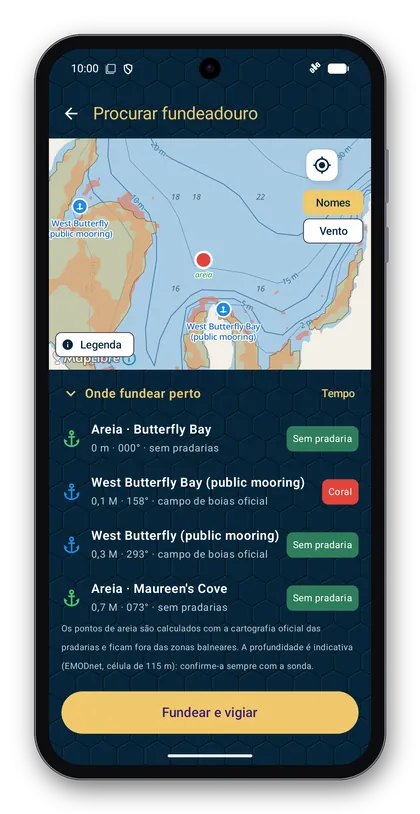 10:00
Procurar fundeadouro
20 m
30 m
10 m
18 18 22
Nomes
West Butterfly
(public mooring)
Vento
areia
15 m
16 16
5 m
2 m
West Butterfly Bay
(public mooring)
Legenda
MapLibre
Onde fundear perto
Tempo
Areia · Butterfly Bay
0 m · 000° · sem pradarias
Sem pradaria
West Butterfly Bay (public mooring)
0,1 M · 158° · campo de boias oficial
Coral
West Butterfly (public mooring)
0,3 M · 293° · campo de boias oficial
Sem pradaria
Areia · Maureen's Cove
0,7 M · 073° · sem pradarias
Sem pradaria
Os pontos de areia são calculados com a cartografia oficial das
pradarias e ficam fora das zonas balneares. A profundidade é indicativa
(EMODnet, célula de 115 m): confirme-a sempre com a sonda.
Fundear e vigiar